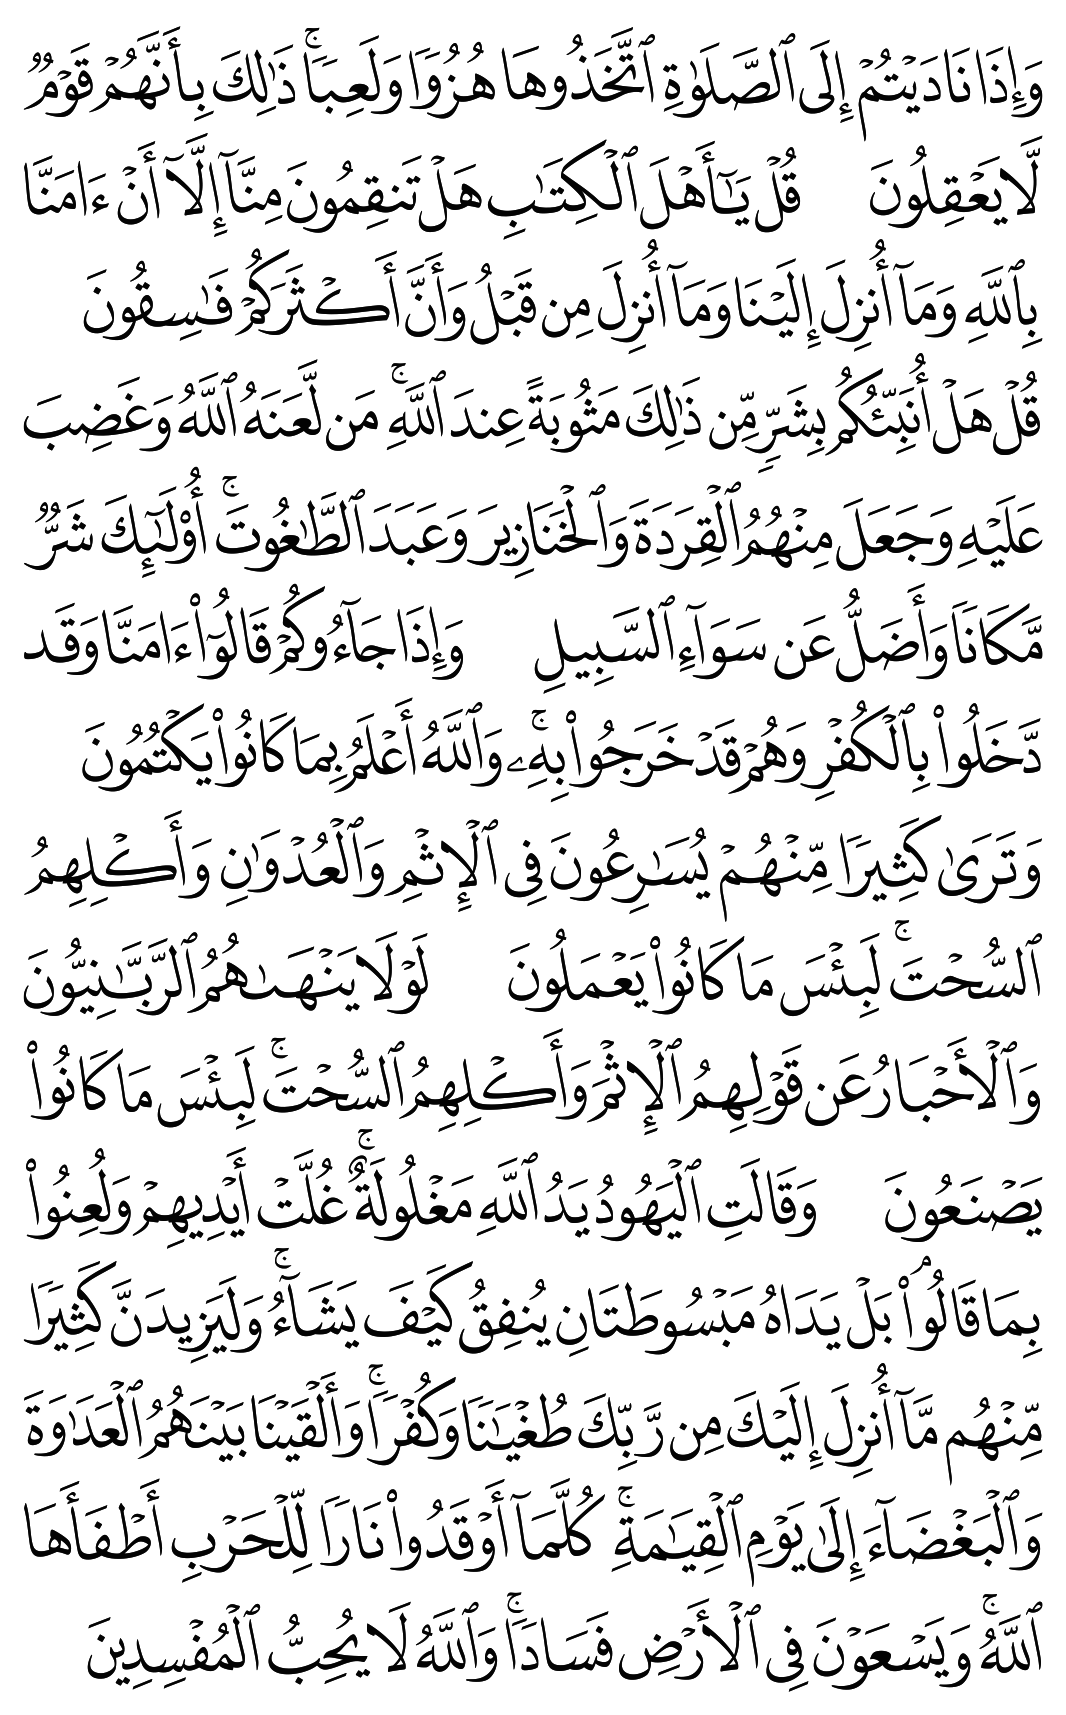 وَإِذَا نَادَيۡتُمۡ إِلَى ٱلصَّلَوٰةِ ٱتَّخَذُوهَا هُزُوٗا وَلَعِبٗاۚ ذَٰلِكَ بِأَنَّهُمۡ قَوۡمٞ
لَّا يَعۡقِلُونَ قُلۡ يَـٰٓأَهۡلَ ٱلۡكِتَٰبِ هَلۡ تَنقِمُونَ مِنَّآ إِلَّآ أَنۡ ءَامَنَّا
بِٱللَّهِ وَمَآ أُنزِلَ إِلَيۡنَا وَمَآ أُنزِلَ مِن قَبۡلُ وَأَنَّ أَكۡثَرَكُمۡ فَٰسِقُونَ
قُلۡ هَلۡ أُنَبِّئُكُم بِشَرّٖ مِّن ذَٰلِكَ مَثُوبَةً عِندَ ٱللَّهِۚ مَن لَّعَنَهُ ٱللَّهُ وَغَضِبَ
عَلَيۡهِ وَجَعَلَ مِنۡهُمُ ٱلۡقِرَدَةَ وَٱلۡخَنَازِيرَ وَعَبَدَ ٱلطَّٰغُوتَۚ أُوْلَـٰٓئِكَ شَرّٞ
مَّكَانٗا وَأَضَلُّ عَن سَوَآءِ ٱلسَّبِيلِ وَإِذَا جَآءُوكُمۡ قَالُوٓاْ ءَامَنَّا وَقَد
دَّخَلُواْ بِٱلۡكُفۡرِ وَهُمۡ قَدۡ خَرَجُواْ بِهِۦۚ وَٱللَّهُ أَعۡلَمُ بِمَا كَانُواْ يَكۡتُمُونَ
وَتَرَىٰ كَثِيرٗا مِّنۡهُمۡ يُسَٰرِعُونَ فِي ٱلۡإِثۡمِ وَٱلۡعُدۡوَٰنِ وَأَكۡلِهِمُ
ٱلسُّحۡتَۚ لَبِئۡسَ مَا كَانُواْ يَعۡمَلُونَ لَوۡلَا يَنۡهَىٰهُمُ ٱلرَّبَّـٰنِيُّونَ
وَٱلۡأَحۡبَارُ عَن قَوۡلِهِمُ ٱلۡإِثۡمَ وَأَكۡلِهِمُ ٱلسُّحۡتَۚ لَبِئۡسَ مَا كَانُواْ
يَصۡنَعُونَ وَقَالَتِ ٱلۡيَهُودُ يَدُ ٱللَّهِ مَغۡلُولَةٌۚ غُلَّتۡ أَيۡدِيهِمۡ وَلُعِنُواْ
بِمَا قَالُواْۘ بَلۡ يَدَاهُ مَبۡسُوطَتَانِ يُنفِقُ كَيۡفَ يَشَآءُۚ وَلَيَزِيدَنَّ كَثِيرٗا
مِّنۡهُم مَّآ أُنزِلَ إِلَيۡكَ مِن رَّبِّكَ طُغۡيَٰنٗا وَكُفۡرٗاۚ وَأَلۡقَيۡنَا بَيۡنَهُمُ ٱلۡعَدَٰوَةَ
وَٱلۡبَغۡضَآءَ إِلَىٰ يَوۡمِ ٱلۡقِيَٰمَةِۚ كُلَّمَآ أَوۡقَدُواْ نَارٗا لِّلۡحَرۡبِ أَطۡفَأَهَا
ٱللَّهُۚ وَيَسۡعَوۡنَ فِي ٱلۡأَرۡضِ فَسَادٗاۚ وَٱللَّهُ لَا يُحِبُّ ٱلۡمُفۡسِدِينَ